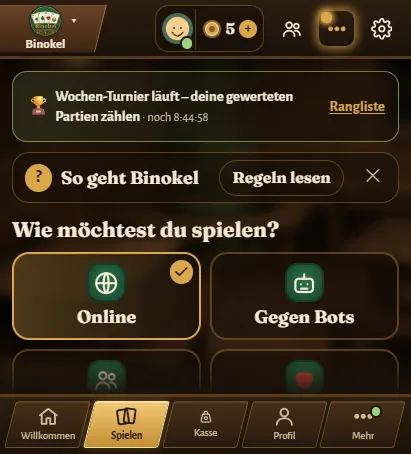 Binokel
5
Wochen-Turnier läuft – deine gewerteten
Partien zählen · noch 8:44:58
Rangliste
?
So geht Binokel
Regeln lesen
Wie möchtest du spielen?
Online
Gegen Bots
Willkommen
Spielen
Kasse
Profil
Mehr